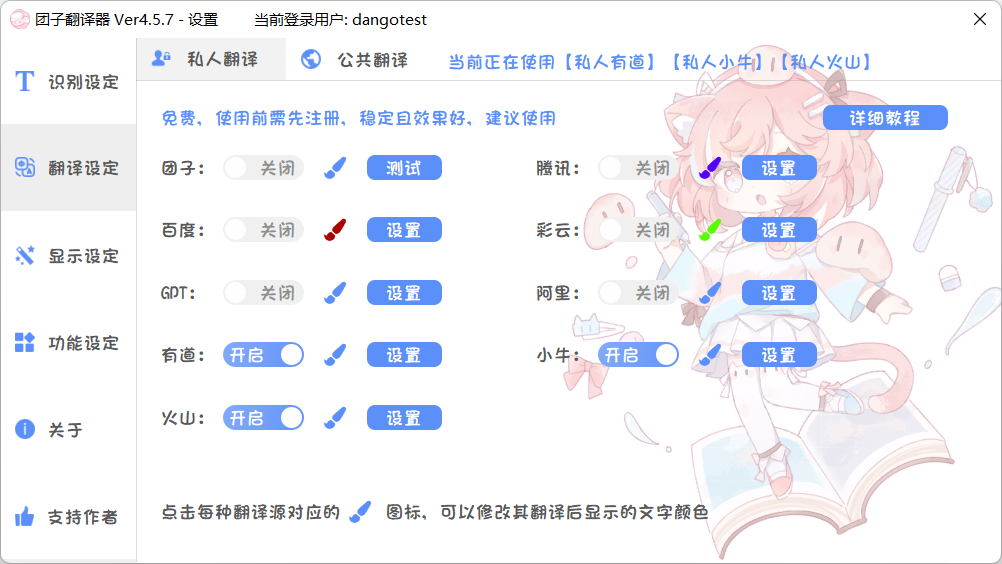 团子翻译器 Ver4.5.7 - 设置 当前登录用户: dangotest
识别设定
翻译设定
显示设定
功能设定
关于
支持作者
私人翻译 公共翻译 当前正在使用【私人有道】【私人小牛】【私人火山】
免费，使用前需先注册，稳定且效果好，建议使用 详细教程
团子： 关闭 测试 腾讯： 关闭 设置
百度： 关闭 设置 彩云： 关闭 设置
GPT： 关闭 设置 阿里： 关闭 设置
有道： 开启 设置 小牛： 开启 设置
火山： 开启 设置
点击每种翻译源对应的 图标，可以修改其翻译后显示的文字颜色